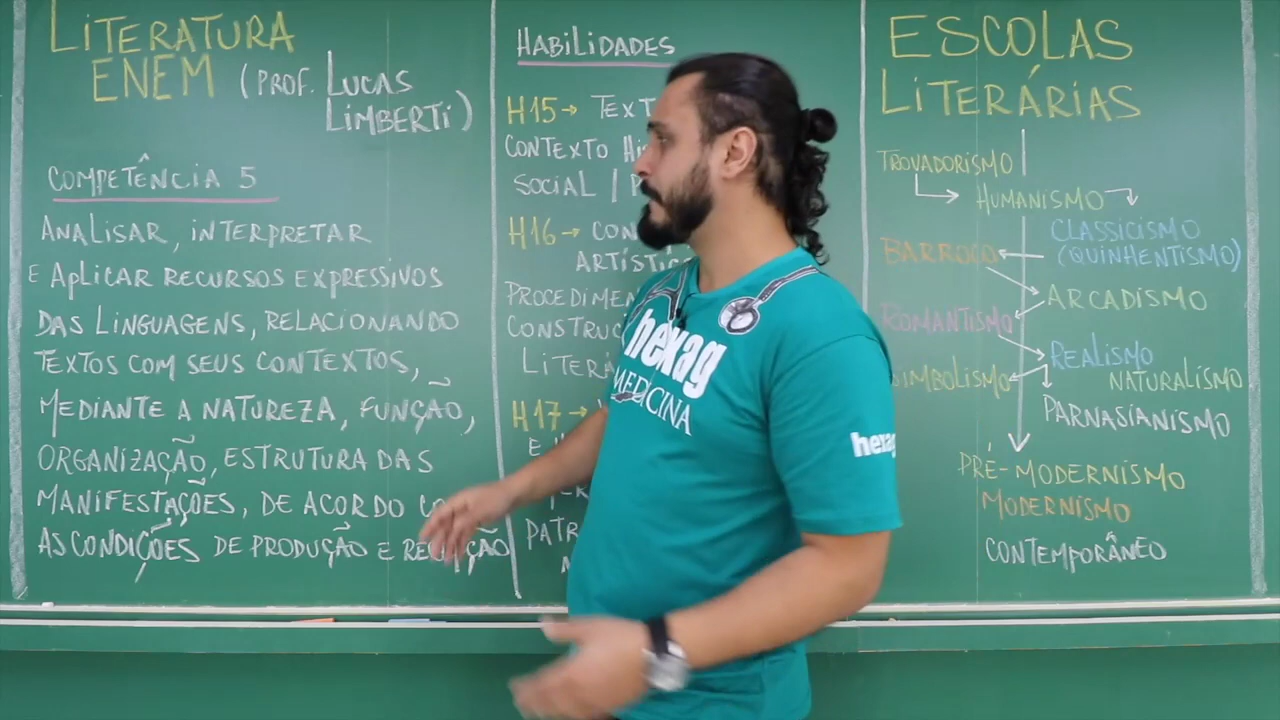 LITERATURA
ENEM (PROF. LUCAS
LIMBERTI)
COMPETÊNCIA 5
ANALISAR, INTERPRETAR
E APLICAR RECURSOS EXPRESSIVOS
DAS LINGUAGENS, RELACIONANDO
TEXTOS COM SEUS CONTEXTOS,
MEDIANTE A NATUREZA, FUNÇÃO,
ORGANIZAÇÃO, ESTRUTURA DAS
MANIFESTAÇÕES, DE ACORDO
AS CONDIÇÕES DE PRODUÇÃO E
HABILIDADES
H15→ TEXT
CONTEXTO
SOCIAL |
H16→ CON
ARTÍSTIC
PROCEDIMEN
CONSTRUÇ
LITERÁ
H17→
E
PATR
hexag
MEDICINA
hexag
ESCOLAS
LITERÁRIAS
TROVADORISMO
HUMANISMO
CLASSICISMO
(QUINHENTISMO)
BARROCO
ARCADISMO
ROMANTISMO
REALISMO
NATURALISMO
SIMBOLISMO
PARNASIANISMO
PRÉ-MODERNISMO
MODERNISMO
CONTEMPORÂNEO